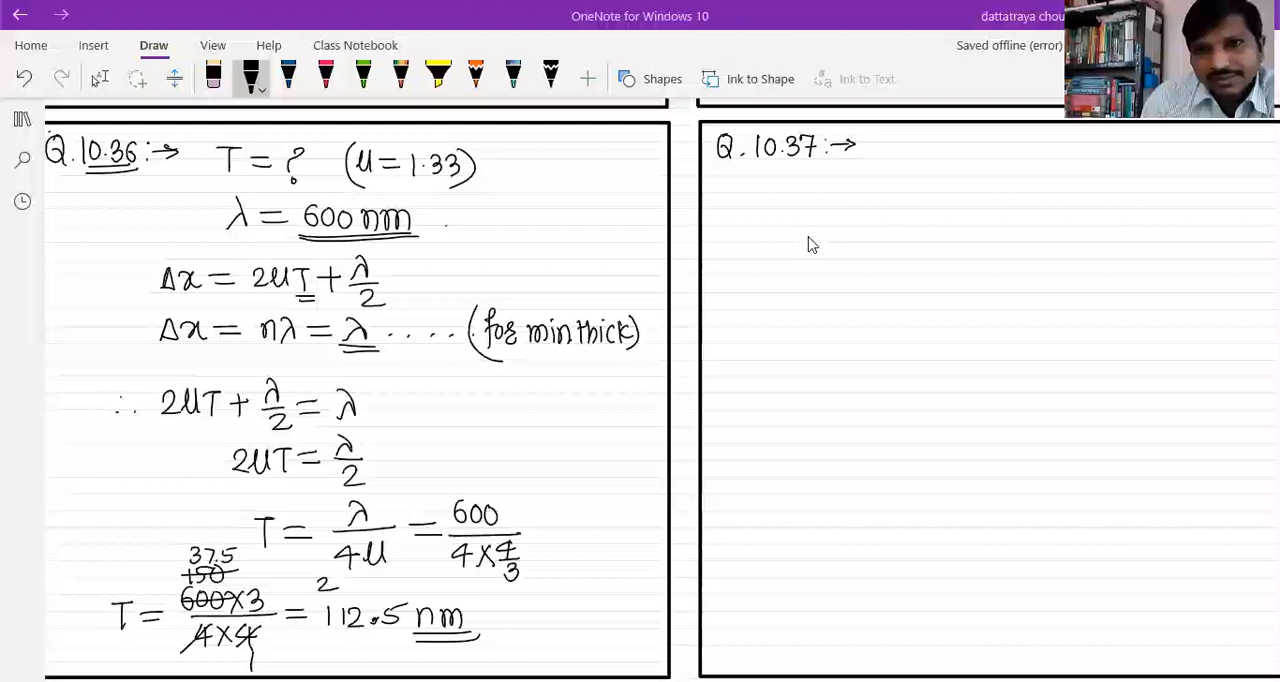 OneNote for Windows 10
dattatraya chou
Home Insert Draw View Help Class Notebook
Saved offline (error)
Shapes Ink to Shape Ink to Text
Q.10.36:→ T = ? (μ = 1.33)
λ = 600 nm
Δx = 2μT + λ/2
Δx = nλ = λ ..... (for min thick)
∴ 2μT + λ/2 = λ
2μT = λ/2
T = λ/4μ = 600/4×4/3
37.5
150
2
T = 600×3/4×4 = 112.5 nm
Q.10.37:→